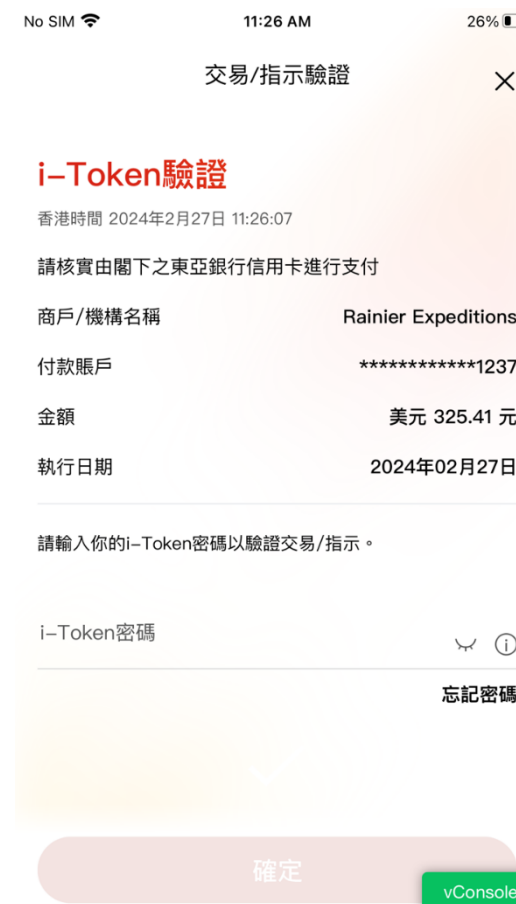 No SIM 11:26 AM 26%
交易/指示驗證
i-Token驗證
香港時間 2024年2月27日 11:26:07
請核實由閣下之東亞銀行信用卡進行支付
商戶/機構名稱 Rainier Expeditions
付款賬戶 ************1237
金額 美元 325.41 元
執行日期 2024年02月27日
請輸入你的i-Token密碼以驗證交易/指示。
i-Token密碼
忘記密碼
確定
vConsole